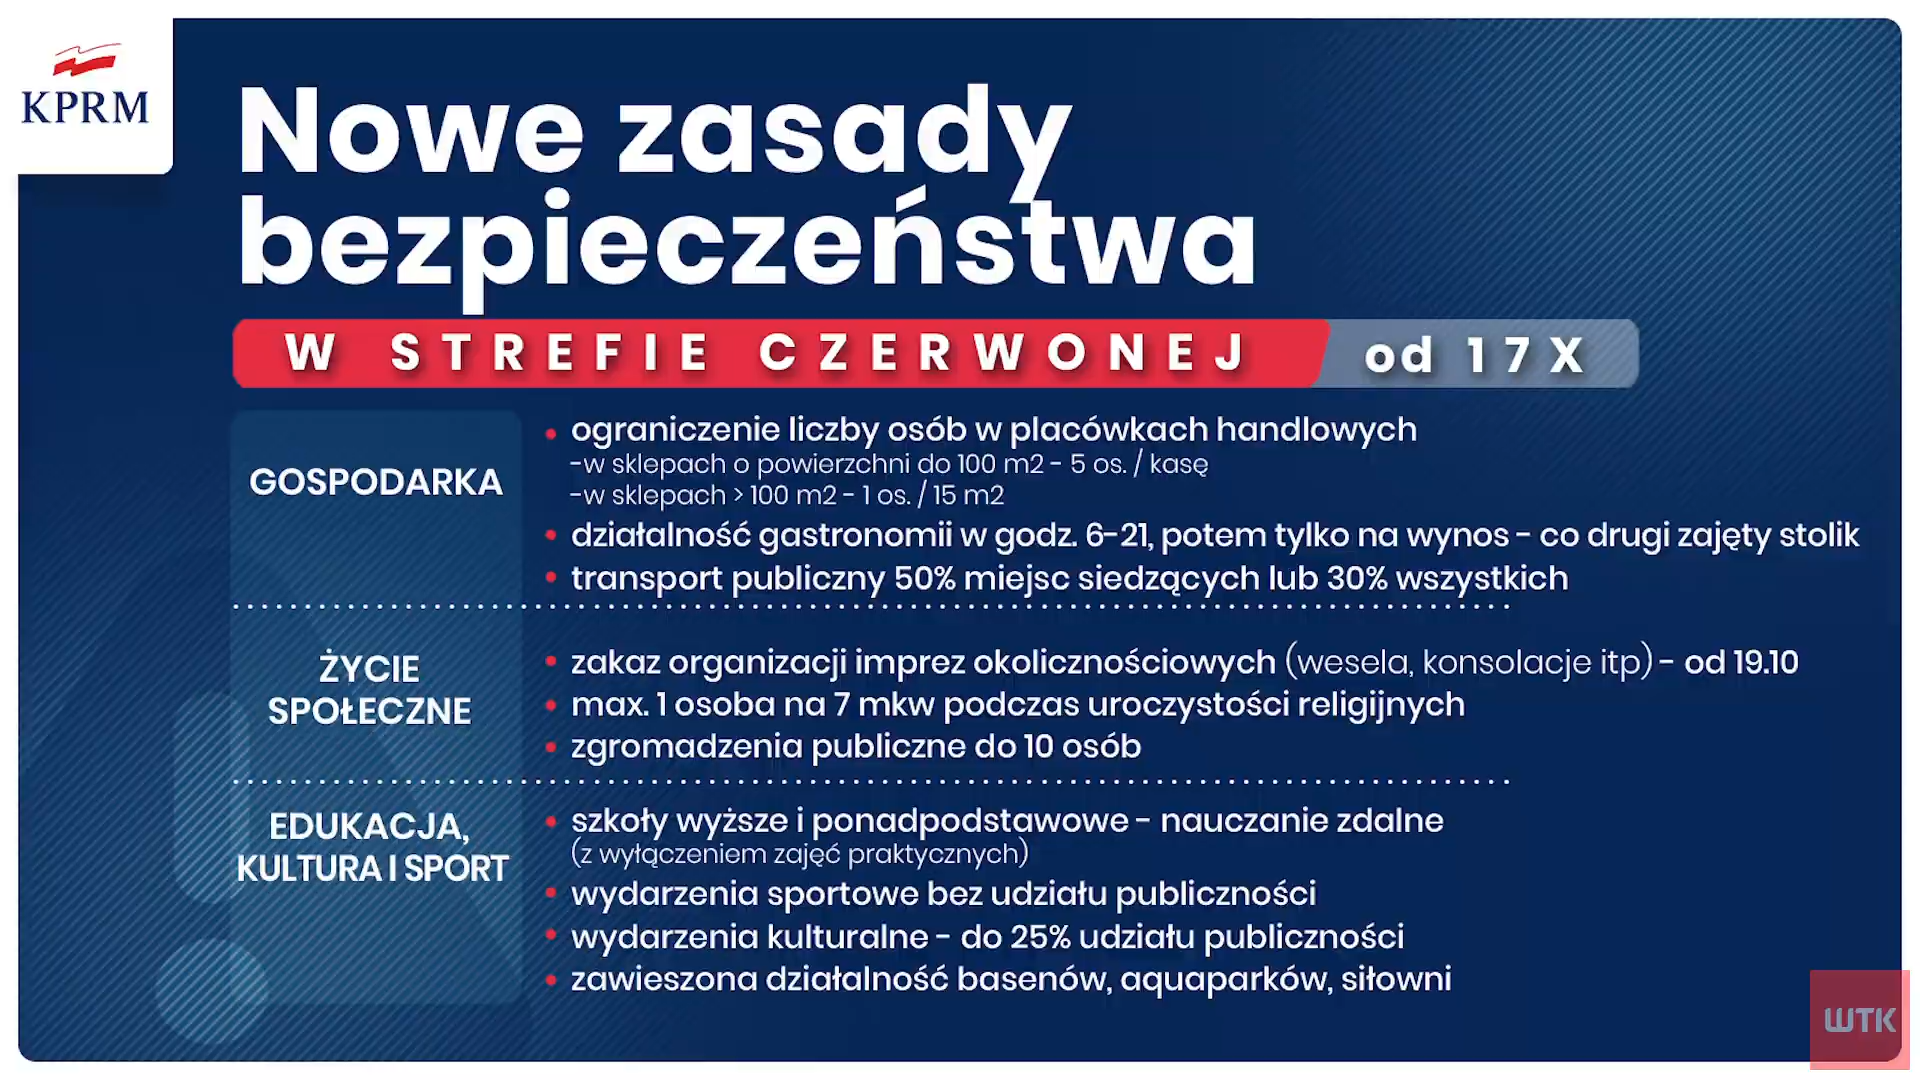 KPRM
Nowe zasady
bezpieczeństwa
W STREFIE CZERWONEJ od 17 X
GOSPODARKA
• ograniczenie liczby osób w placówkach handlowych
-w sklepach o powierzchni do 100 m2 - 5 os. / kasę
-w sklepach > 100 m2 - 1 os. / 15 m2
• działalność gastronomii w godz. 6-21, potem tylko na wynos - co drugi zajęty stolik
• transport publiczny 50% miejsc siedzących lub 30% wszystkich
ŻYCIE
SPOŁECZNE
• zakaz organizacji imprez okolicznościowych (wesela, konsolacje itp) - od 19.10
• max. 1 osoba na 7 mkw podczas uroczystości religijnych
• zgromadzenia publiczne do 10 osób
EDUKACJA,
KULTURA I SPORT
• szkoły wyższe i ponadpodstawowe - nauczanie zdalne
(z wyłączeniem zajęć praktycznych)
• wydarzenia sportowe bez udziału publiczności
• wydarzenia kulturalne - do 25% udziału publiczności
• zawieszona działalność basenów, aquaparków, siłowni
WTK